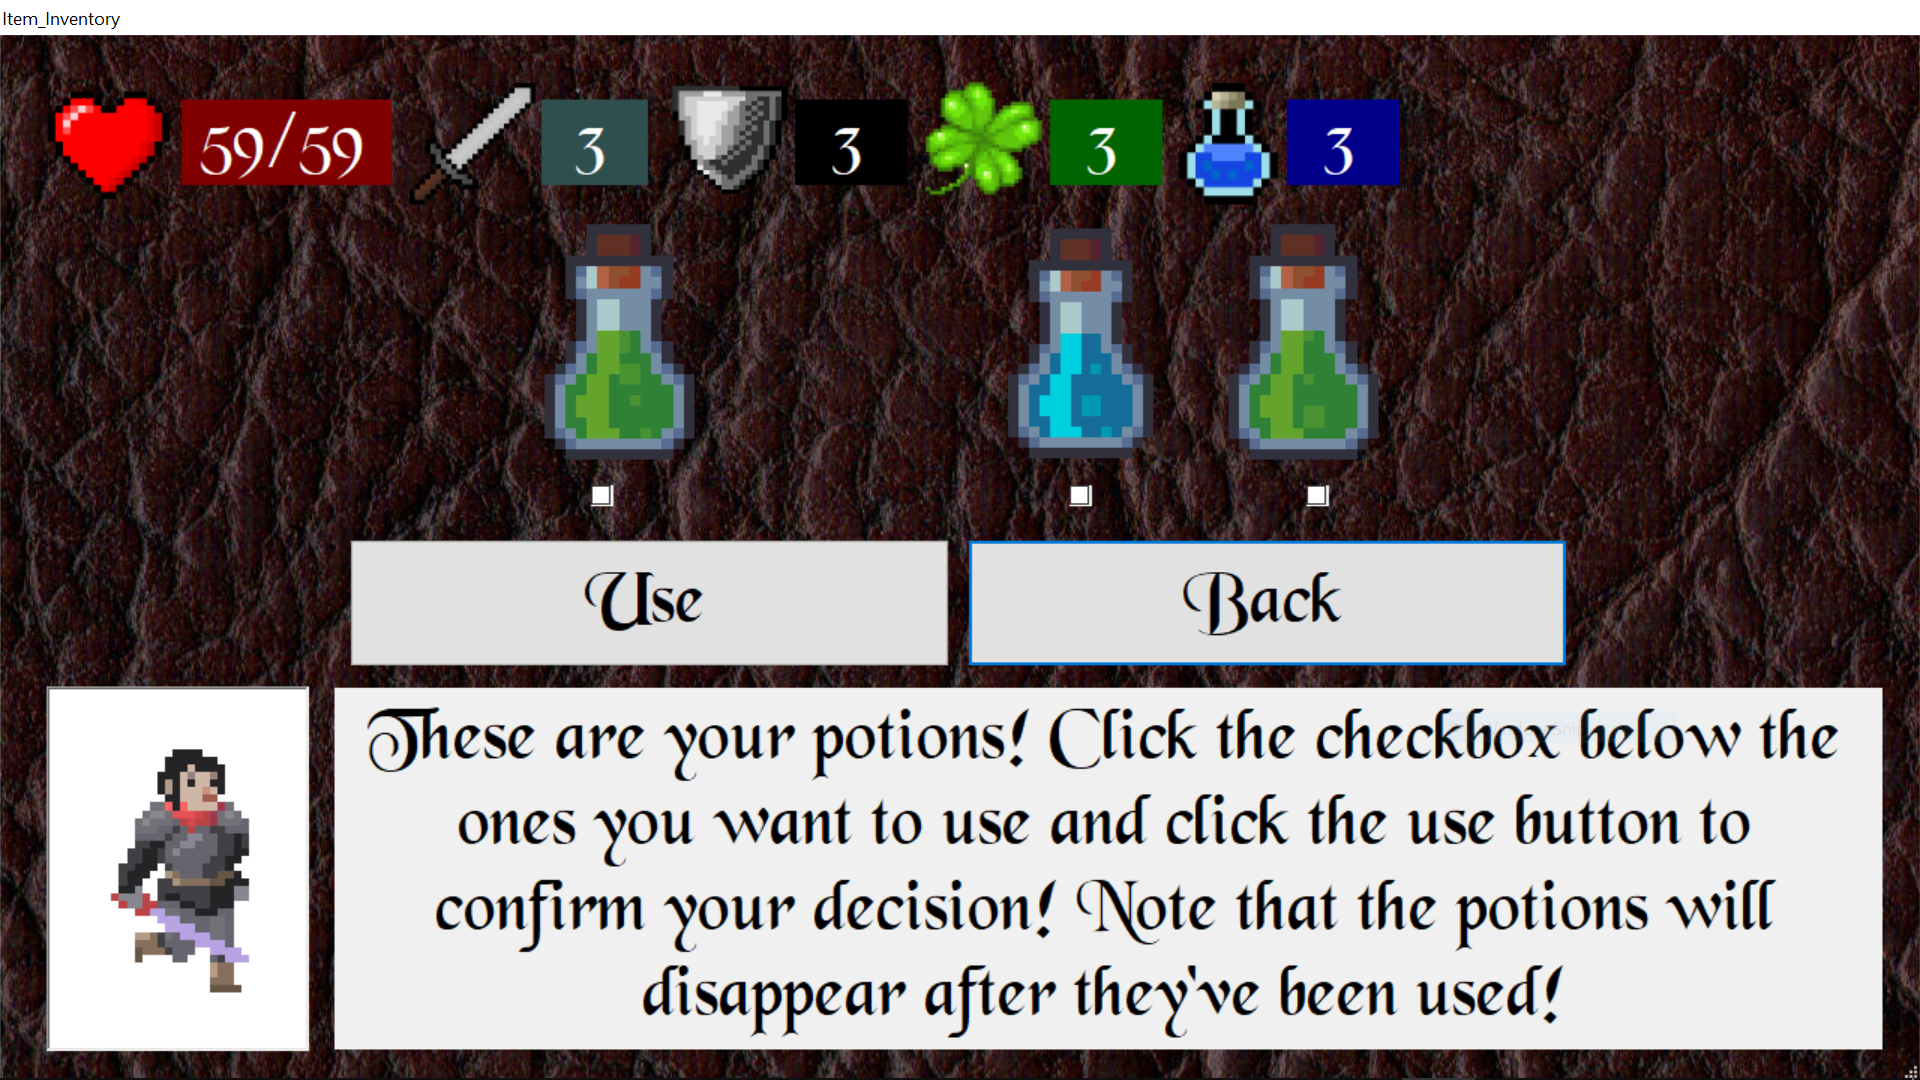 Item_Inventory
59/59 3 3 3 3
Use Back
These are your potions! Click the checkbox below the
ones you want to use and click the use button to
confirm your decision! Note that the potions will
disappear after they've been used!